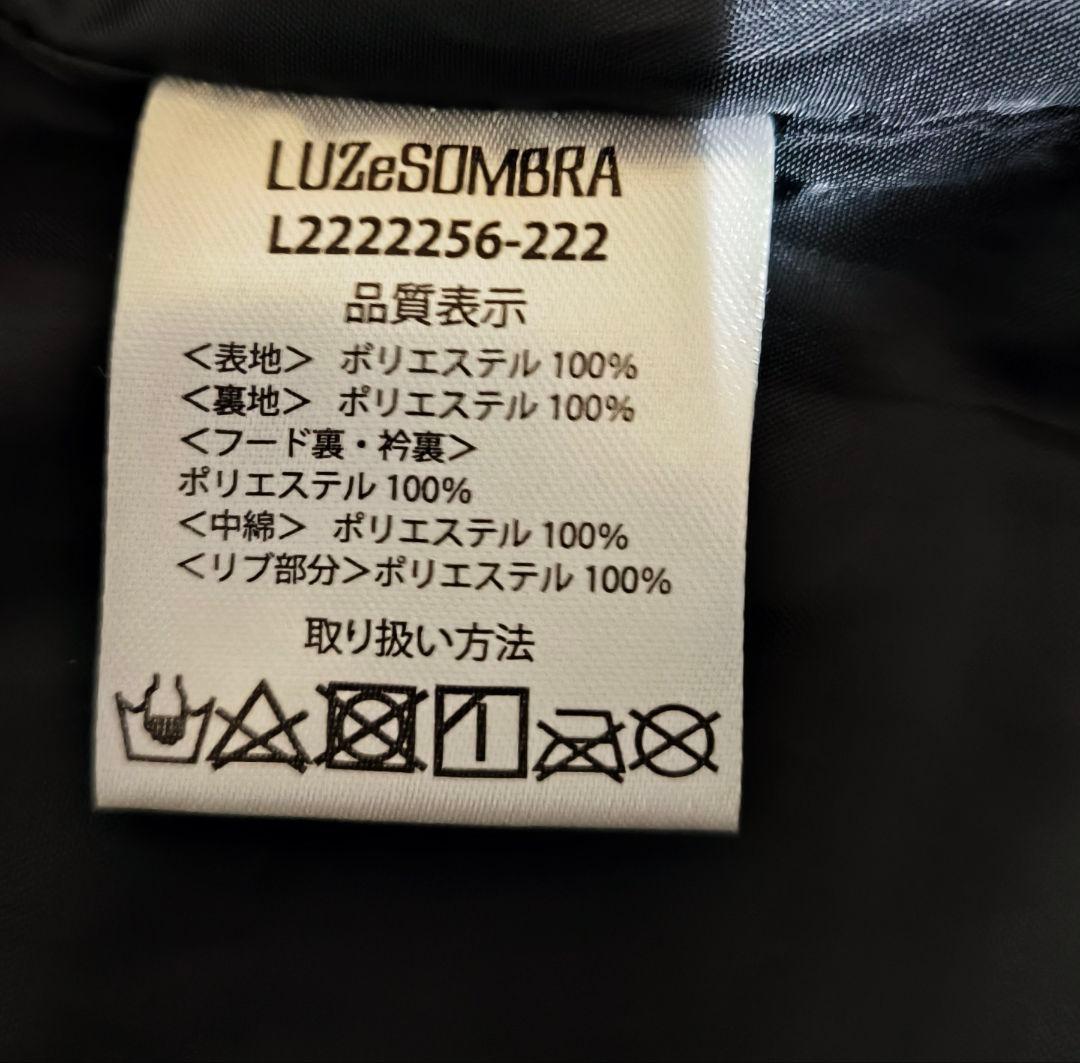 LUZeSOMBRA
L2222256-222
品質表示
＜表地＞ ポリエステル 100%
＜裏地＞ ポリエステル 100%
＜フード裏・衿裏＞
ポリエステル 100%
＜中綿＞ ポリエステル 100%
＜リブ部分＞ポリエステル 100%
取り扱い方法